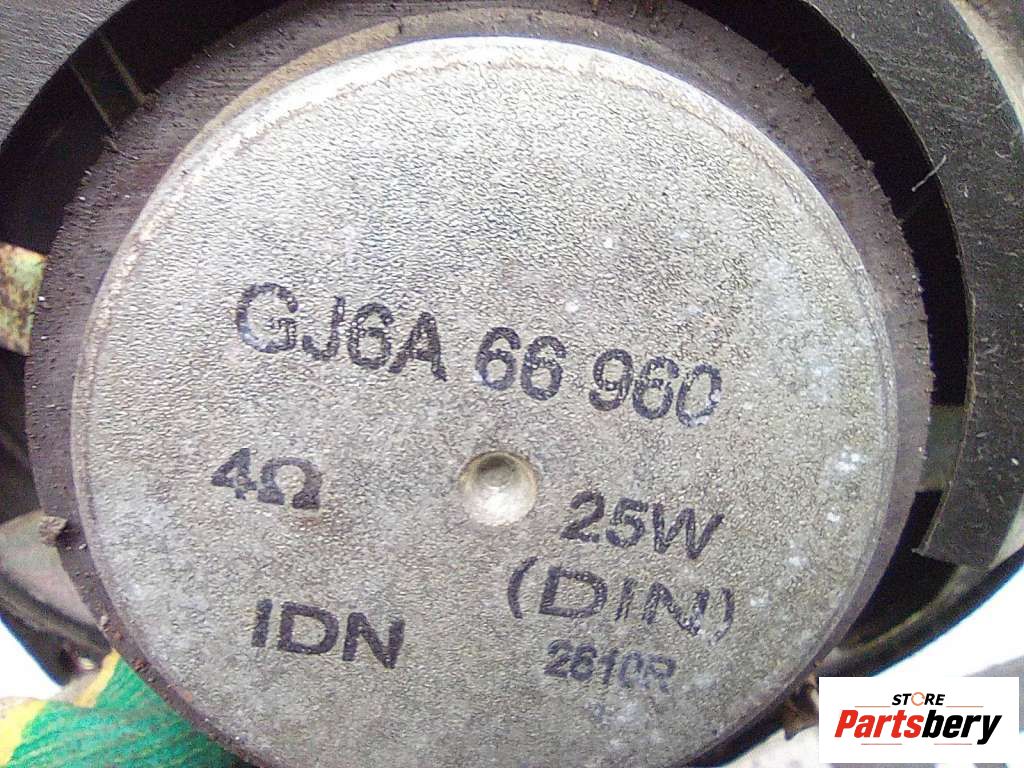 GJ6A 66 960
4Ω
25W
(DIN)
IDN
2810R
STORE
Partsbery